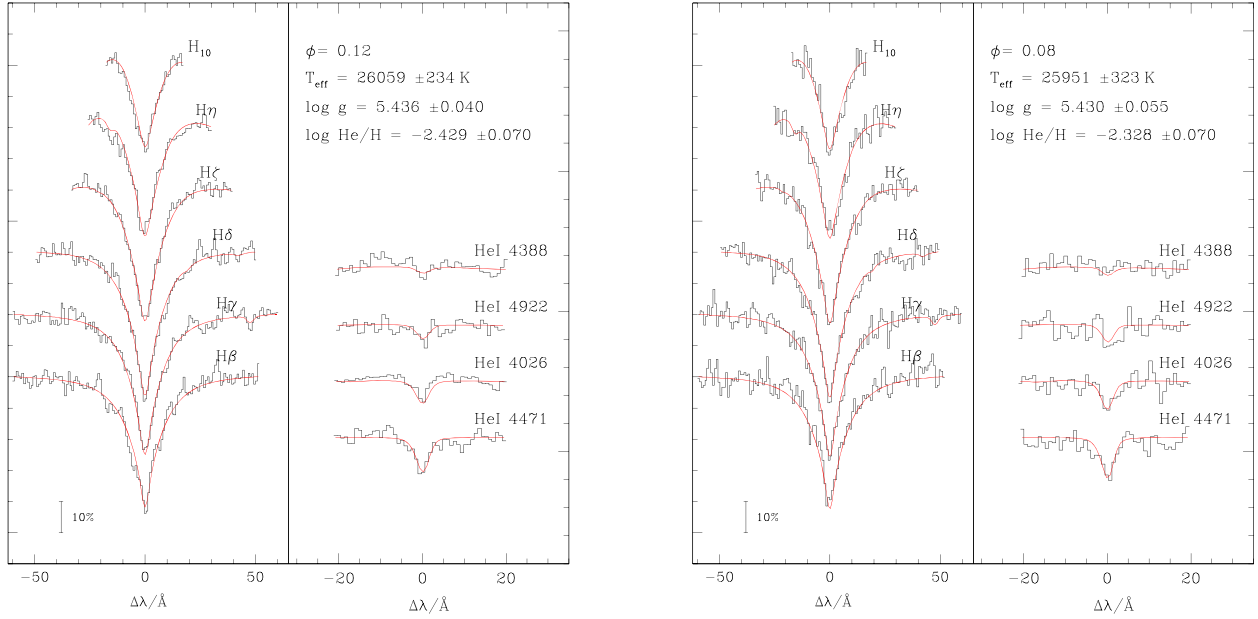 H₁₀
Hη
Hζ
Hδ
Hγ
Hβ
10%
ϕ= 0.12
T_eff = 26059 ±234 K
log g = 5.436 ±0.040
log He/H = −2.429 ±0.070
HeI 4388
HeI 4922
HeI 4026
HeI 4471
−50 0 50
Δλ/Å
−20 0 20
Δλ/Å
H₁₀
Hη
Hζ
Hδ
Hγ
Hβ
10%
ϕ= 0.08
T_eff = 25951 ±323 K
log g = 5.430 ±0.055
log He/H = −2.328 ±0.070
HeI 4388
HeI 4922
HeI 4026
HeI 4471
−50 0 50
Δλ/Å
−20 0 20
Δλ/Å